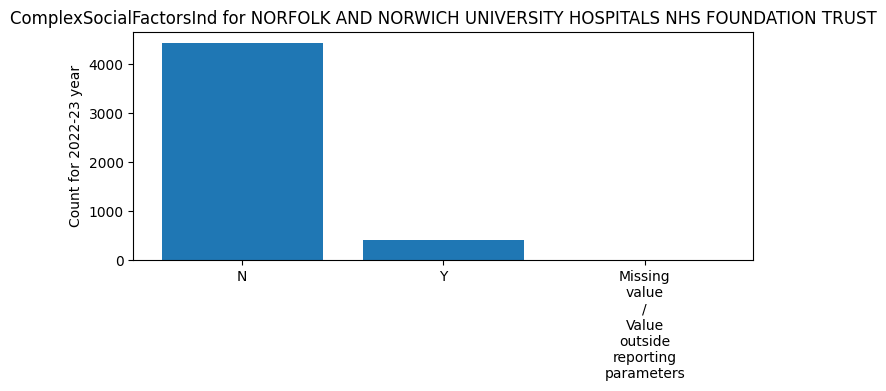 ComplexSocialFactorsInd for NORFOLK AND NORWICH UNIVERSITY HOSPITALS NHS FOUNDATION TRUST
Count for 2022-23 year
4000
3000
2000
1000
0
N
Y
Missing
value
/
Value
outside
reporting
parameters